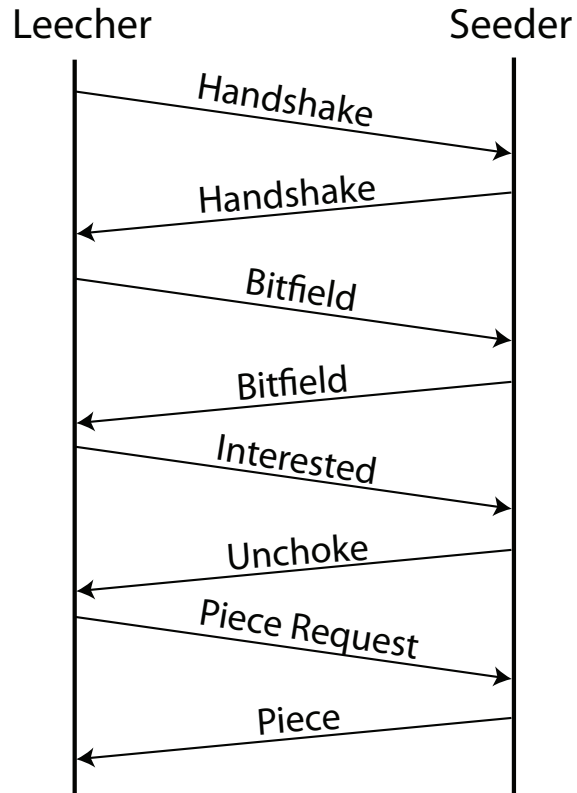 Leecher
Seeder
Handshake
Handshake
Bitfield
Bitfield
Interested
Unchoke
Piece Request
Piece